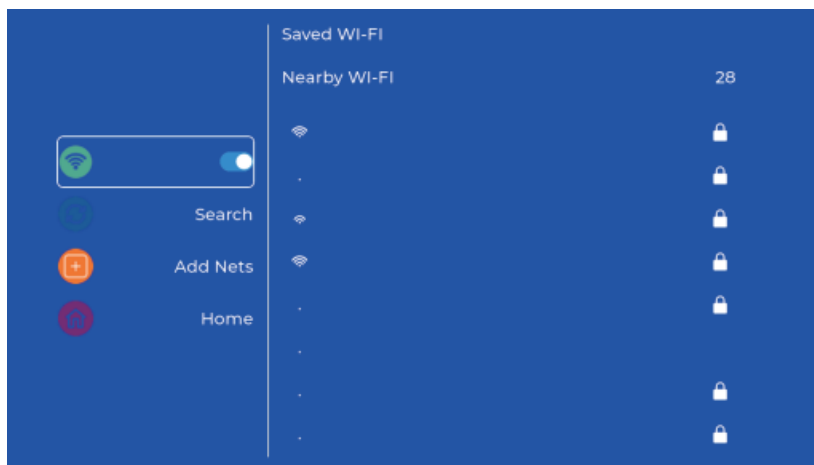 Saved WI-FI
Nearby WI-FI 28
Search
Add Nets
Home